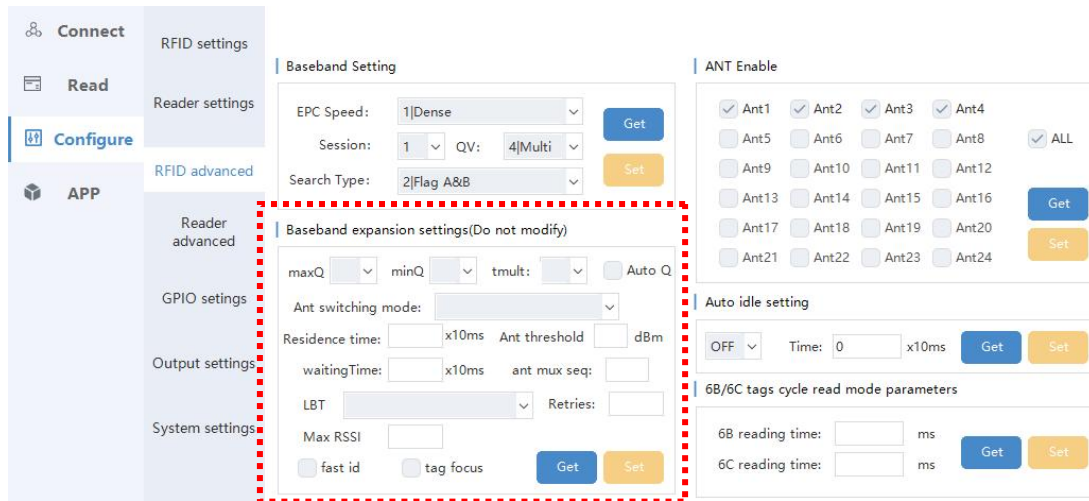 Connect
Read
Configure
APP
RFID settings
Reader settings
RFID advanced
Reader
advanced
GPIO setings
Output settings
System settings
Baseband Setting
EPC Speed: 1|Dense
Get
Session: 1 QV: 4|Multi
Set
Search Type: 2|Flag A&B
Baseband expansion settings(Do not modify)
maxQ minQ tmult: Auto Q
Ant switching mode:
Residence time: x10ms Ant threshold dBm
waitingTime: x10ms ant mux seq:
LBT Retries:
Max RSSI
fast id tag focus Get Set
ANT Enable
Ant1 Ant2 Ant3 Ant4
Ant5 Ant6 Ant7 Ant8 ALL
Ant9 Ant10 Ant11 Ant12
Ant13 Ant14 Ant15 Ant16 Get
Ant17 Ant18 Ant19 Ant20
Set
Ant21 Ant22 Ant23 Ant24
Auto idle setting
OFF Time: 0 x10ms Get Set
6B/6C tags cycle read mode parameters
6B reading time: ms
Get Set
6C reading time: ms